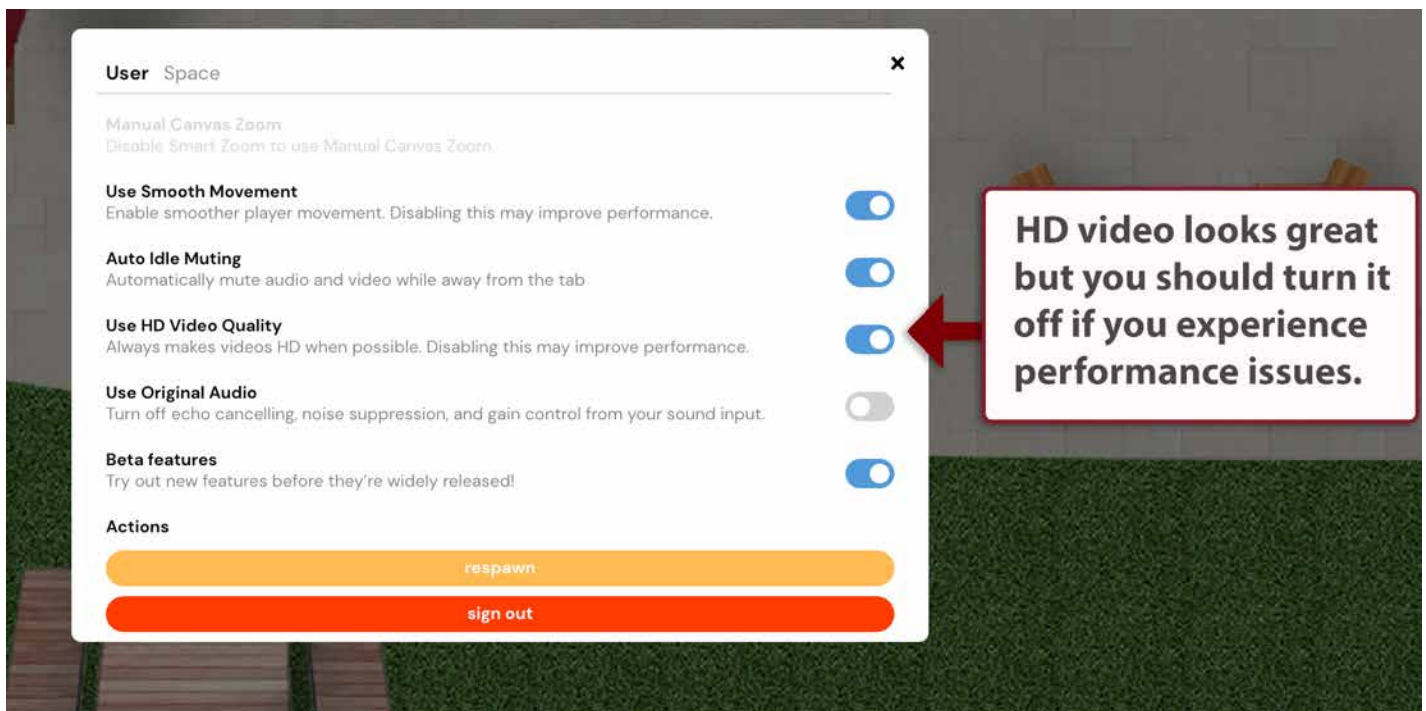 User Space
Manual Canvas Zoom
Disable Smart Zoom to use Manual Canvas Zoom.
Use Smooth Movement
Enable smoother player movement. Disabling this may improve performance.
Auto Idle Muting
Automatically mute audio and video while away from the tab
Use HD Video Quality
Always makes videos HD when possible. Disabling this may improve performance.
Use Original Audio
Turn off echo cancelling, noise suppression, and gain control from your sound input.
Beta features
Try out new features before they're widely released!
Actions
respawn
sign out
HD video looks great
but you should turn it
off if you experience
performance issues.